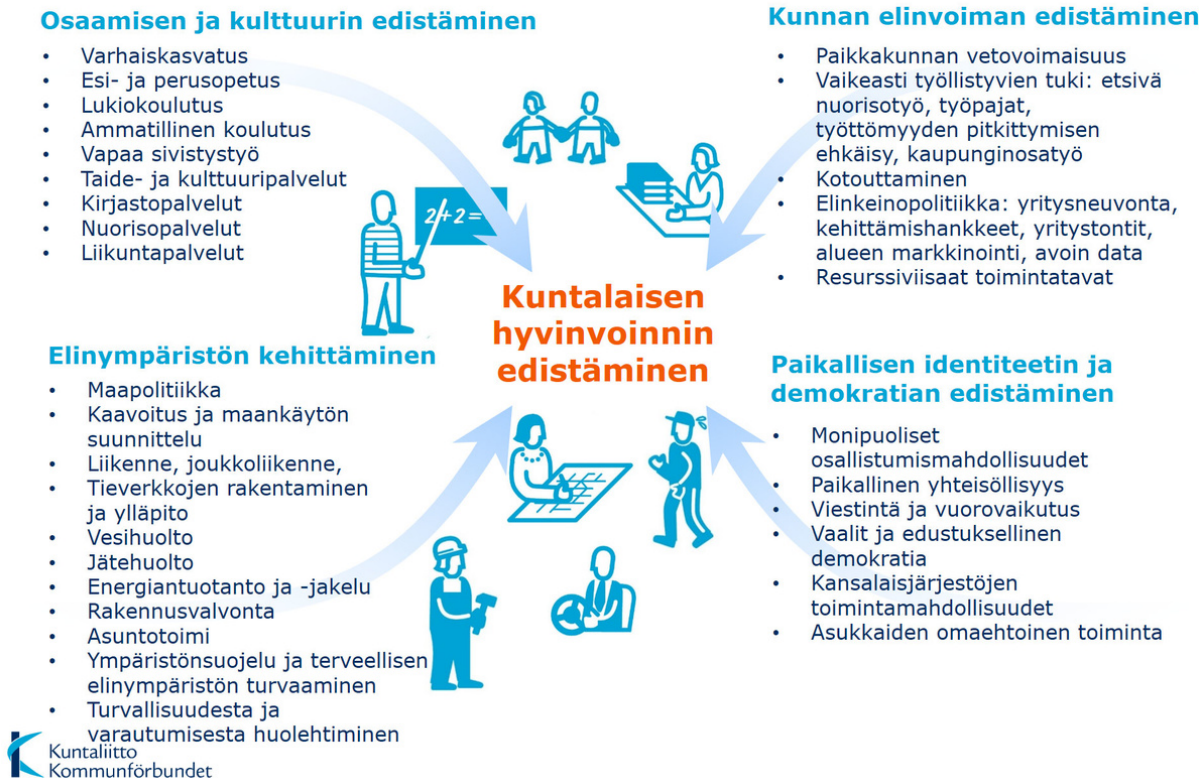 Osaamisen ja kulttuurin edistäminen
• Varhaiskasvatus
• Esi- ja perusopetus
• Lukiokoulutus
• Ammatillinen koulutus
• Vapaa sivistystyö
• Taide- ja kulttuuripalvelut
• Kirjastopalvelut
• Nuorisopalvelut
• Liikuntapalvelut
2+2=
Kunnan elinvoiman edistäminen
• Paikkakunnan vetovoimaisuus
• Vaikeasti työllistyvien tuki: etsivä
nuorisotyö, työpajat,
työttömyyden pitkittymisen
ehkäisy, kaupunginosatyö
• Kotouttaminen
• Elinkeinopolitiikka: yritysneuvonta,
kehittämishankkeet, yritystontit,
alueen markkinointi, avoin data
• Resurssiviisaat toimintatavat
Kuntalaisen
hyvinvoinnin
edistäminen
Elinympäristön kehittäminen
• Maapolitiikka
• Kaavoitus ja maankäytön
suunnittelu
• Liikenne, joukkoliikenne,
• Tieverkkojen rakentaminen
ja ylläpito
• Vesihuolto
• Jätehuolto
• Energiantuotanto ja -jakelu
• Rakennusvalvonta
• Asuntotoimi
• Ympäristönsuojelu ja terveellisen
elinympäristön turvaaminen
• Turvallisuudesta ja
varautumisesta huolehtiminen
Paikallisen identiteetin ja
demokratian edistäminen
• Monipuoliset
osallistumismahdollisuudet
• Paikallinen yhteisöllisyys
• Viestintä ja vuorovaikutus
• Vaalit ja edustuksellinen
demokratia
• Kansalaisjärjestöjen
toimintamahdollisuudet
• Asukkaiden omaehtoinen toiminta
Kuntaliitto
Kommunförbundet